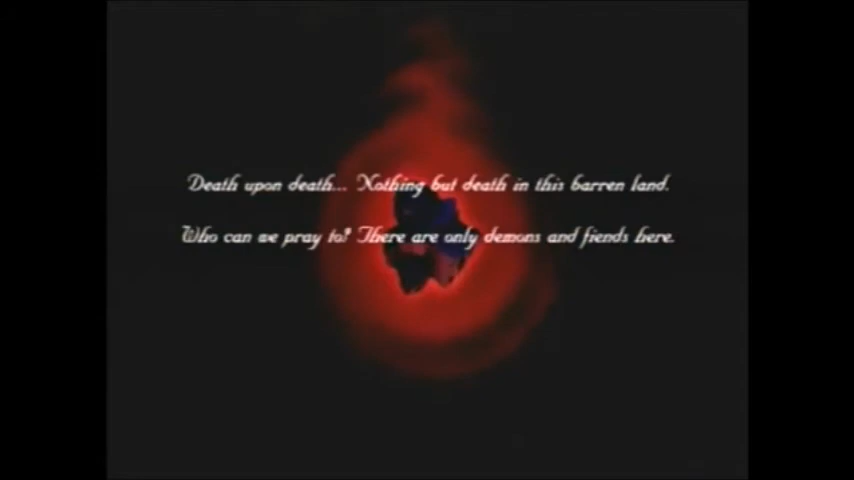 Death upon death... Nothing but death in this barren land.
Who can we pray to? There are only demons and fiends here.